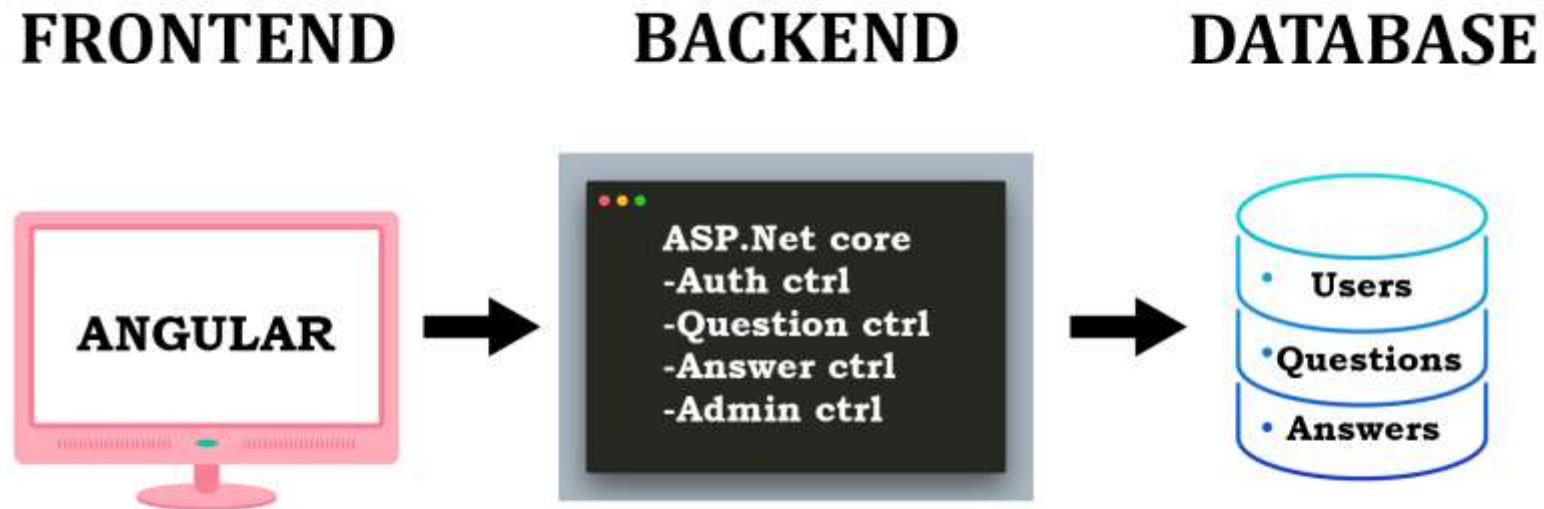 FRONTEND
BACKEND
DATABASE
ANGULAR
ASP.Net core
-Auth ctrl
-Question ctrl
-Answer ctrl
-Admin ctrl
• Users
•Questions
• Answers